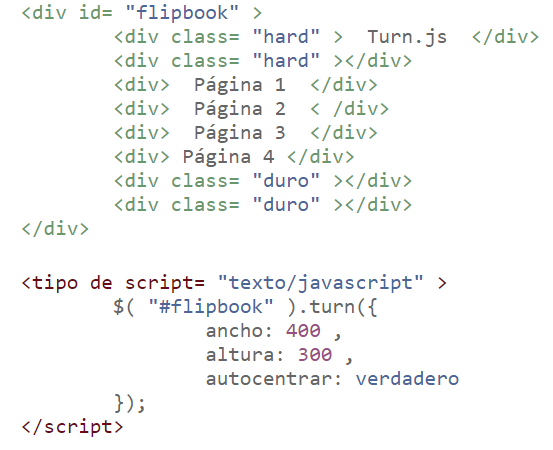 <div id= "flipbook" >
<div class= "hard" >  Turn.js  </div>
<div class= "hard" ></div>
<div>  Página 1  </div>
<div>  Página 2  < /div>
<div>  Página 3  </div>
<div> Página 4 </div>
<div class= "duro" ></div>
<div class= "duro" ></div>
</div>
<tipo de script= "texto/javascript" >
$( "#flipbook" ).turn({
ancho: 400 ,
altura: 300 ,
autocentrar: verdadero
});
</script>